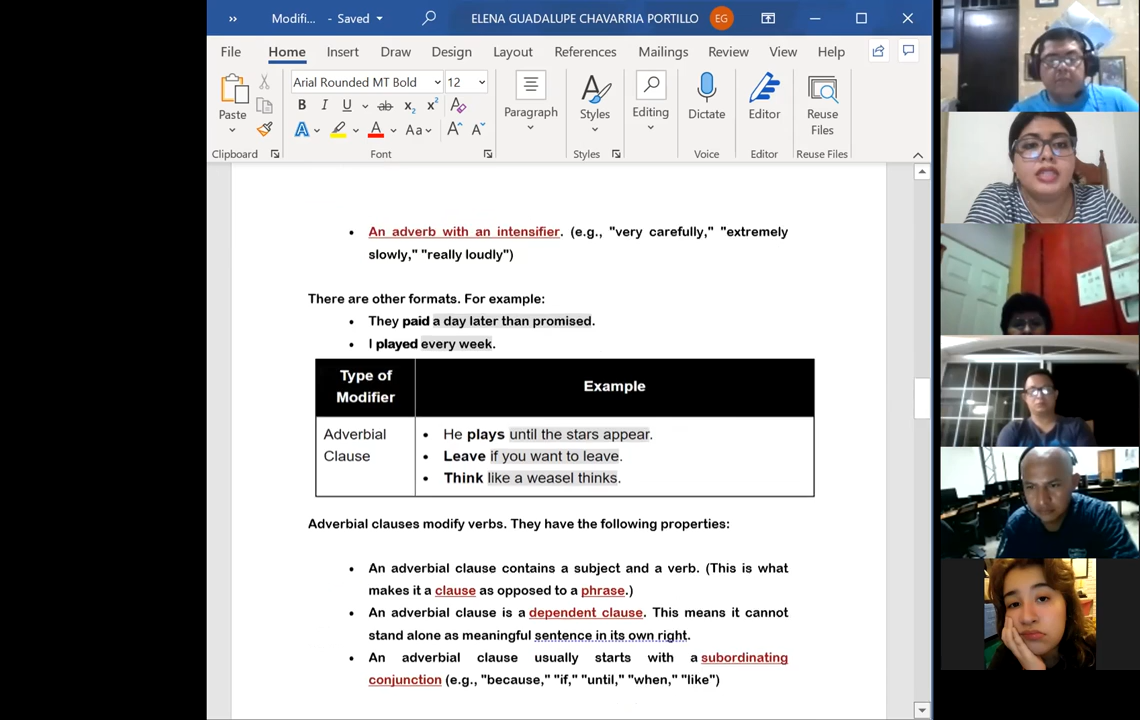 Modifi... - Saved
ELENA GUADALUPE CHAVARRIA PORTILLO EG
File Home Insert Draw Design Layout References Mailings Review View Help
Arial Rounded MT Bold 12
Paste
B I U ab x₂ x²
A A Aa A A
Paragraph
Styles
Editing
Dictate
Editor
Reuse
Files
Clipboard Font Styles Voice Editor Reuse Files
• An adverb with an intensifier. (e.g., "very carefully," "extremely
slowly," "really loudly")
There are other formats. For example:
• They paid a day later than promised.
• I played every week.
Type of
Modifier
Example
Adverbial
Clause
• He plays until the stars appear.
• Leave if you want to leave.
• Think like a weasel thinks.
Adverbial clauses modify verbs. They have the following properties:
• An adverbial clause contains a subject and a verb. (This is what
makes it a clause as opposed to a phrase.)
• An adverbial clause is a dependent clause. This means it cannot
stand alone as meaningful sentence in its own right.
• An adverbial clause usually starts with a subordinating
conjunction (e.g., "because," "if," "until," "when," "like")